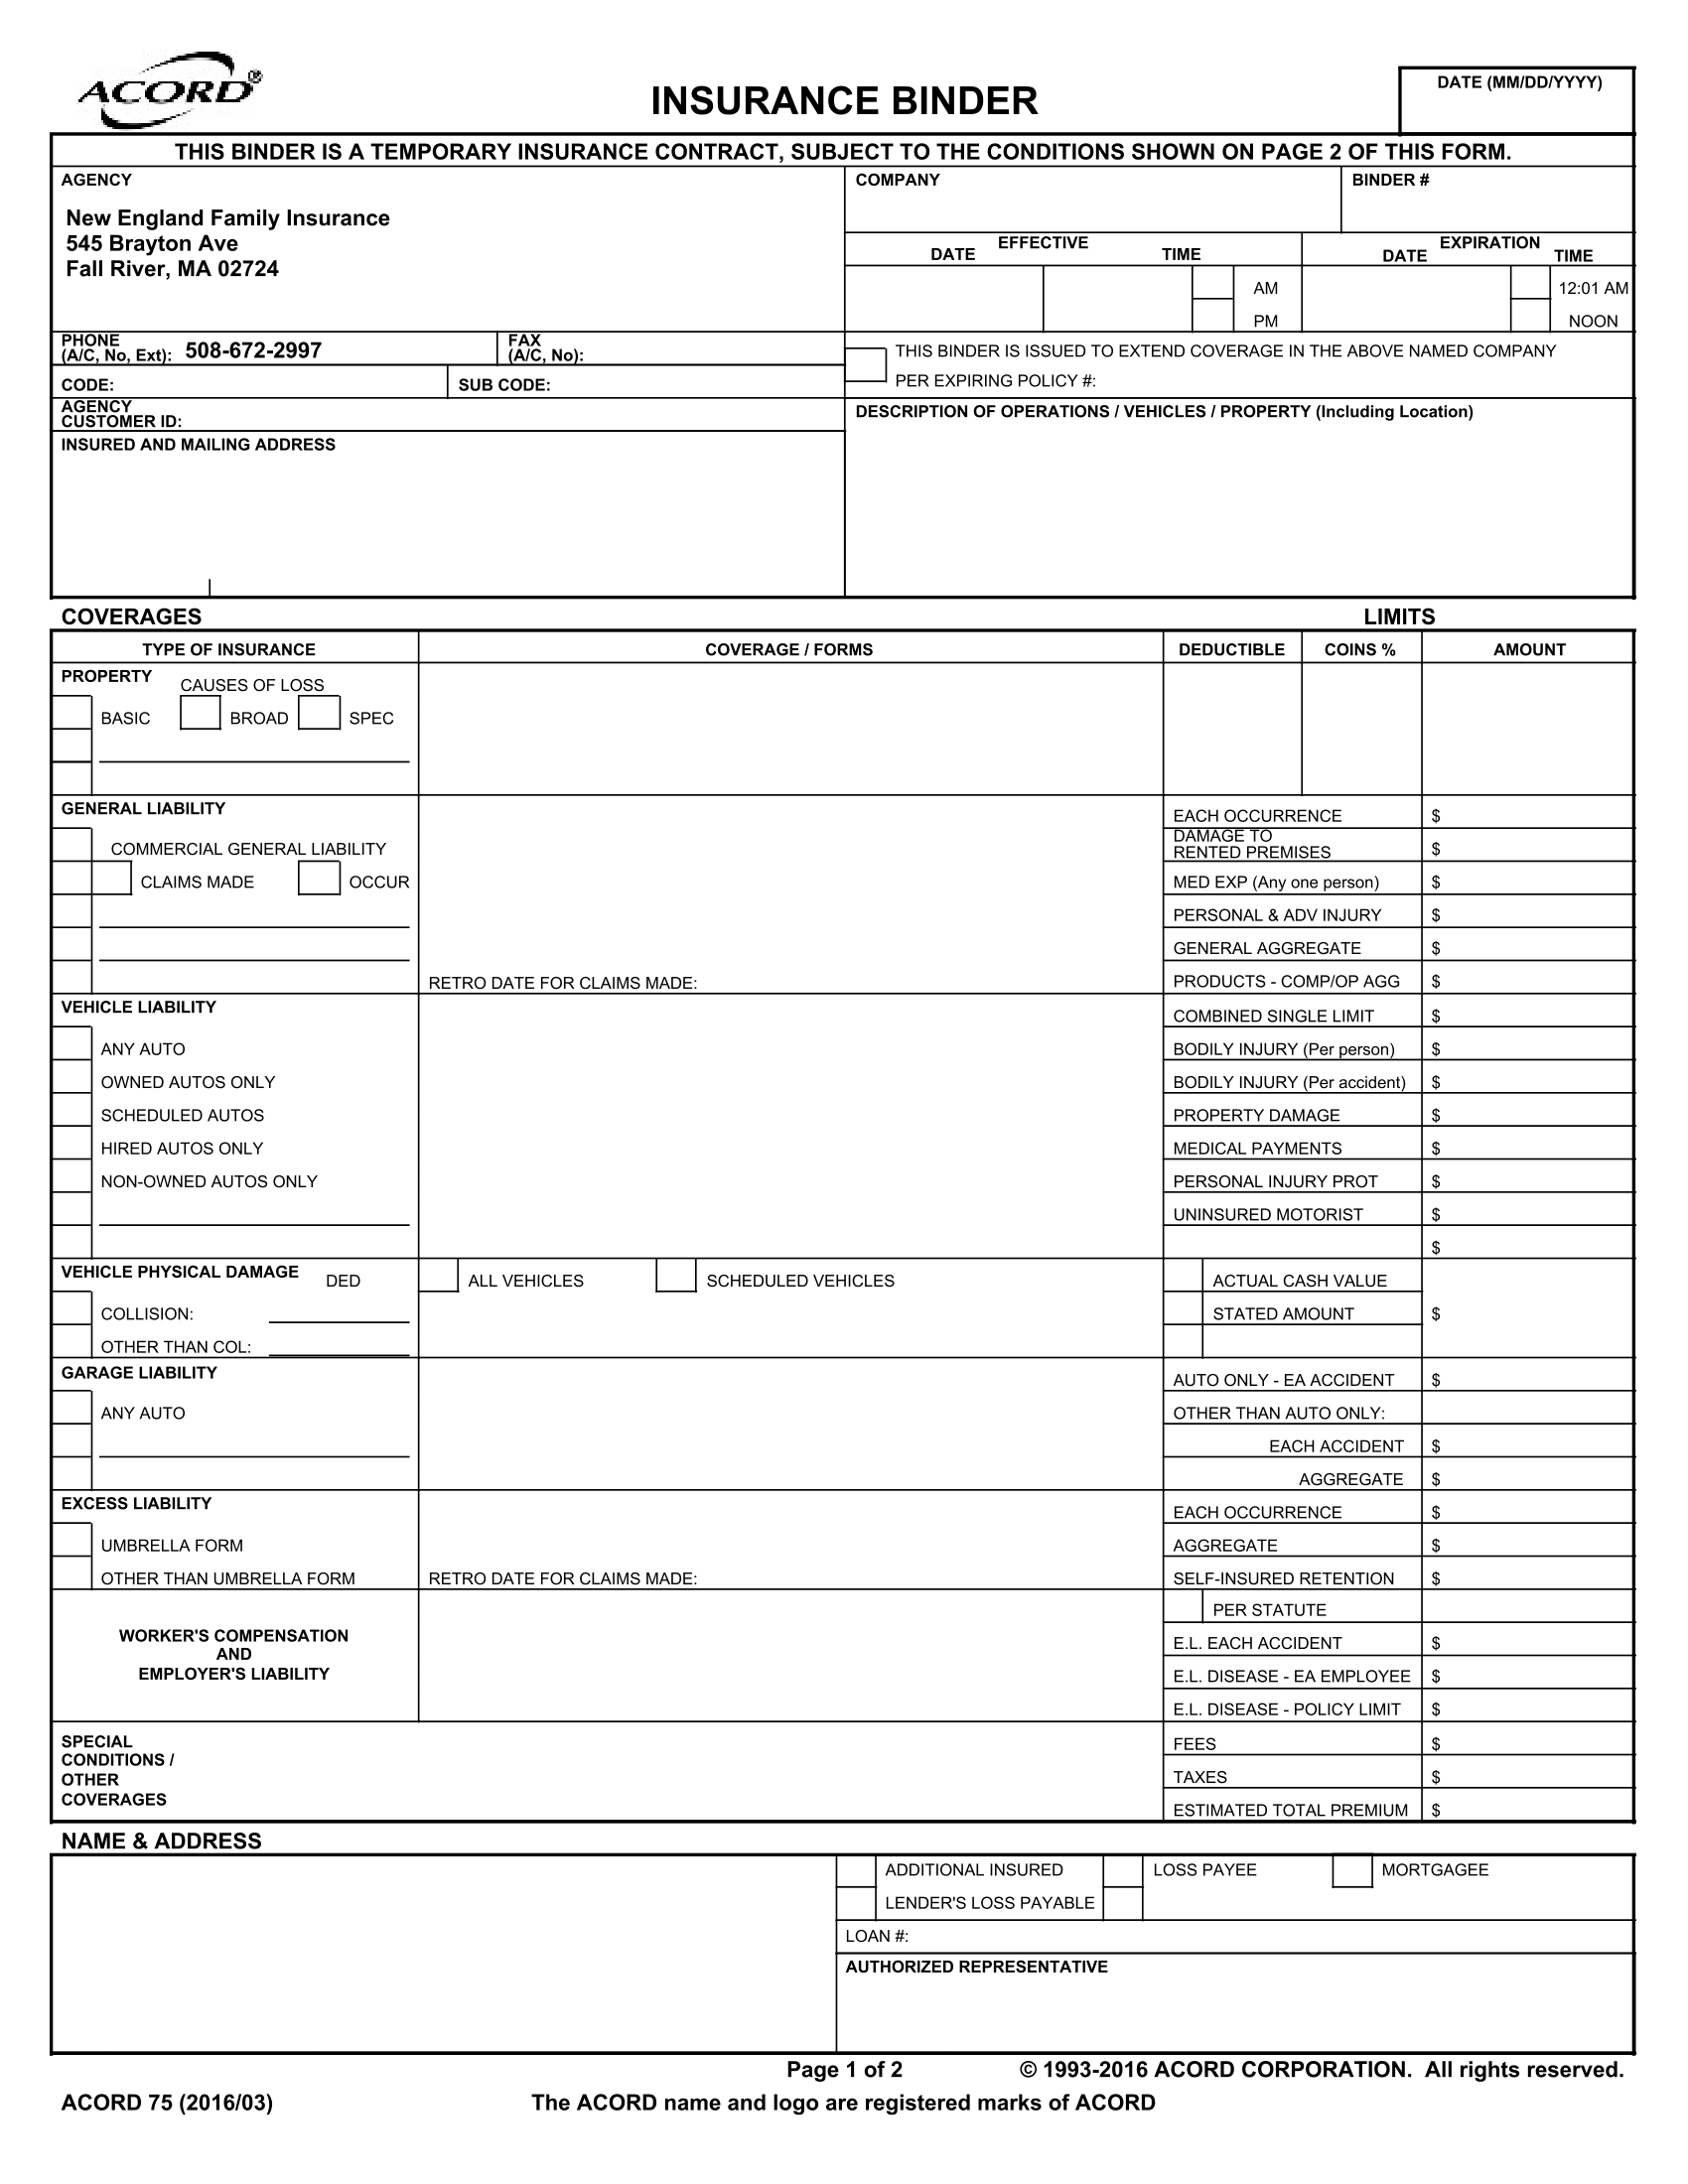 ACORD®
INSURANCE BINDER
DATE (MM/DD/YYYY)
THIS BINDER IS A TEMPORARY INSURANCE CONTRACT, SUBJECT TO THE CONDITIONS SHOWN ON PAGE 2 OF THIS FORM.
AGENCY
New England Family Insurance
545 Brayton Ave
Fall River, MA 02724
COMPANY
BINDER #
EFFECTIVE
DATE
TIME
EXPIRATION
DATE
TIME
AM
12:01 AM
PM
NOON
PHONE
(A/C, No, Ext): 508-672-2997
FAX
(A/C, No):
THIS BINDER IS ISSUED TO EXTEND COVERAGE IN THE ABOVE NAMED COMPANY
PER EXPIRING POLICY #:
CODE:
SUB CODE:
AGENCY
CUSTOMER ID:
DESCRIPTION OF OPERATIONS / VEHICLES / PROPERTY (Including Location)
INSURED AND MAILING ADDRESS
COVERAGES
LIMITS
TYPE OF INSURANCE
COVERAGE / FORMS
DEDUCTIBLE
COINS %
AMOUNT
PROPERTY
CAUSES OF LOSS
BASIC
BROAD
SPEC
GENERAL LIABILITY
COMMERCIAL GENERAL LIABILITY
CLAIMS MADE
OCCUR
RETRO DATE FOR CLAIMS MADE:
EACH OCCURRENCE $
DAMAGE TO
RENTED PREMISES $
MED EXP (Any one person) $
PERSONAL & ADV INJURY $
GENERAL AGGREGATE $
PRODUCTS - COMP/OP AGG $
VEHICLE LIABILITY
ANY AUTO
OWNED AUTOS ONLY
SCHEDULED AUTOS
HIRED AUTOS ONLY
NON-OWNED AUTOS ONLY
COMBINED SINGLE LIMIT $
BODILY INJURY (Per person) $
BODILY INJURY (Per accident) $
PROPERTY DAMAGE $
MEDICAL PAYMENTS $
PERSONAL INJURY PROT $
UNINSURED MOTORIST $
$
VEHICLE PHYSICAL DAMAGE
DED
COLLISION:
OTHER THAN COL:
ALL VEHICLES
SCHEDULED VEHICLES
ACTUAL CASH VALUE
STATED AMOUNT $
GARAGE LIABILITY
ANY AUTO
AUTO ONLY - EA ACCIDENT $
OTHER THAN AUTO ONLY:
EACH ACCIDENT $
AGGREGATE $
EXCESS LIABILITY
UMBRELLA FORM
OTHER THAN UMBRELLA FORM
RETRO DATE FOR CLAIMS MADE:
EACH OCCURRENCE $
AGGREGATE $
SELF-INSURED RETENTION $
WORKER'S COMPENSATION
AND
EMPLOYER'S LIABILITY
PER STATUTE
E.L. EACH ACCIDENT $
E.L. DISEASE - EA EMPLOYEE $
E.L. DISEASE - POLICY LIMIT $
SPECIAL
CONDITIONS /
OTHER
COVERAGES
FEES $
TAXES $
ESTIMATED TOTAL PREMIUM $
NAME & ADDRESS
ADDITIONAL INSURED
LOSS PAYEE
MORTGAGEE
LENDER'S LOSS PAYABLE
LOAN #:
AUTHORIZED REPRESENTATIVE
Page 1 of 2
© 1993-2016 ACORD CORPORATION. All rights reserved.
ACORD 75 (2016/03)
The ACORD name and logo are registered marks of ACORD